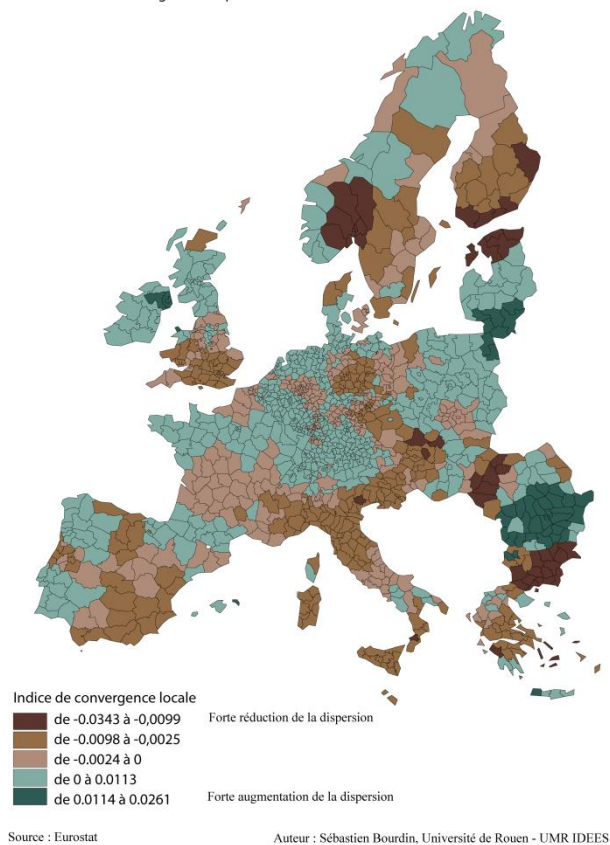 Indice de convergence locale
de -0.0343 à -0,0099 Forte réduction de la dispersion
de -0.0098 à -0,0025
de -0.0024 à 0
de 0 à 0.0113
de 0.0114 à 0.0261 Forte augmentation de la dispersion
Source : Eurostat Auteur : Sébastien Bourdin, Université de Rouen - UMR IDEES